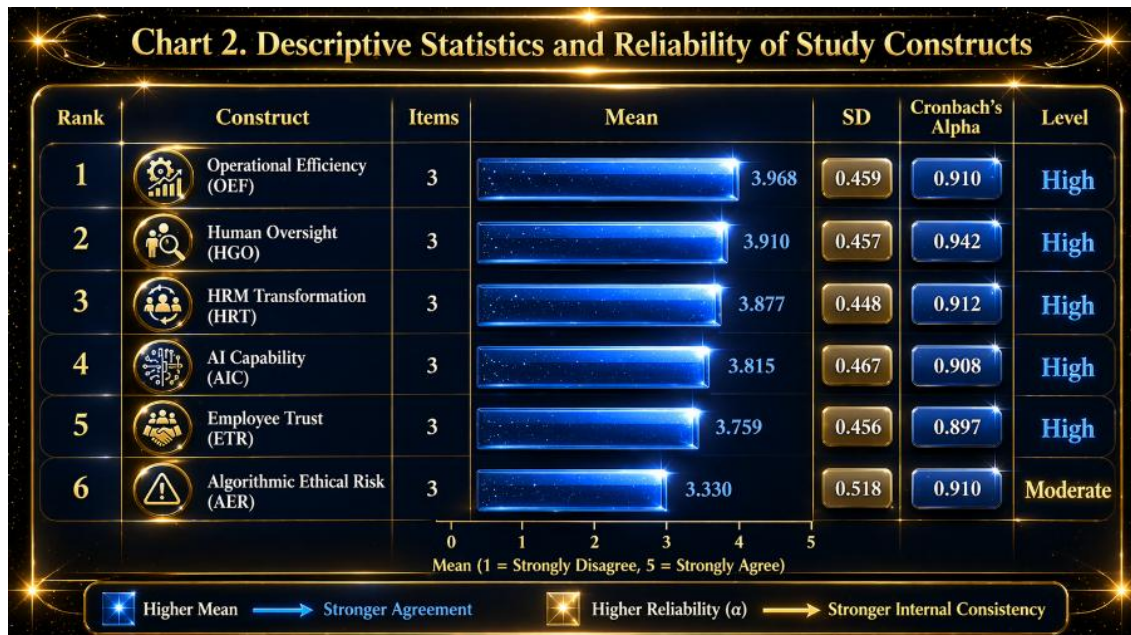 Chart 2. Descriptive Statistics and Reliability of Study Constructs
Rank Construct Items Mean SD Cronbach's Alpha Level
1 Operational Efficiency (OEF) 3 3.968 0.459 0.910 High
2 Human Oversight (HGO) 3 3.910 0.457 0.942 High
3 HRM Transformation (HRT) 3 3.877 0.448 0.912 High
4 AI Capability (AIC) 3 3.815 0.467 0.908 High
5 Employee Trust (ETR) 3 3.759 0.456 0.897 High
6 Algorithmic Ethical Risk (AER) 3 3.330 0.518 0.910 Moderate
0 1 2 3 4 5
Mean (1 = Strongly Disagree, 5 = Strongly Agree)
Higher Mean Stronger Agreement Higher Reliability (α) Stronger Internal Consistency